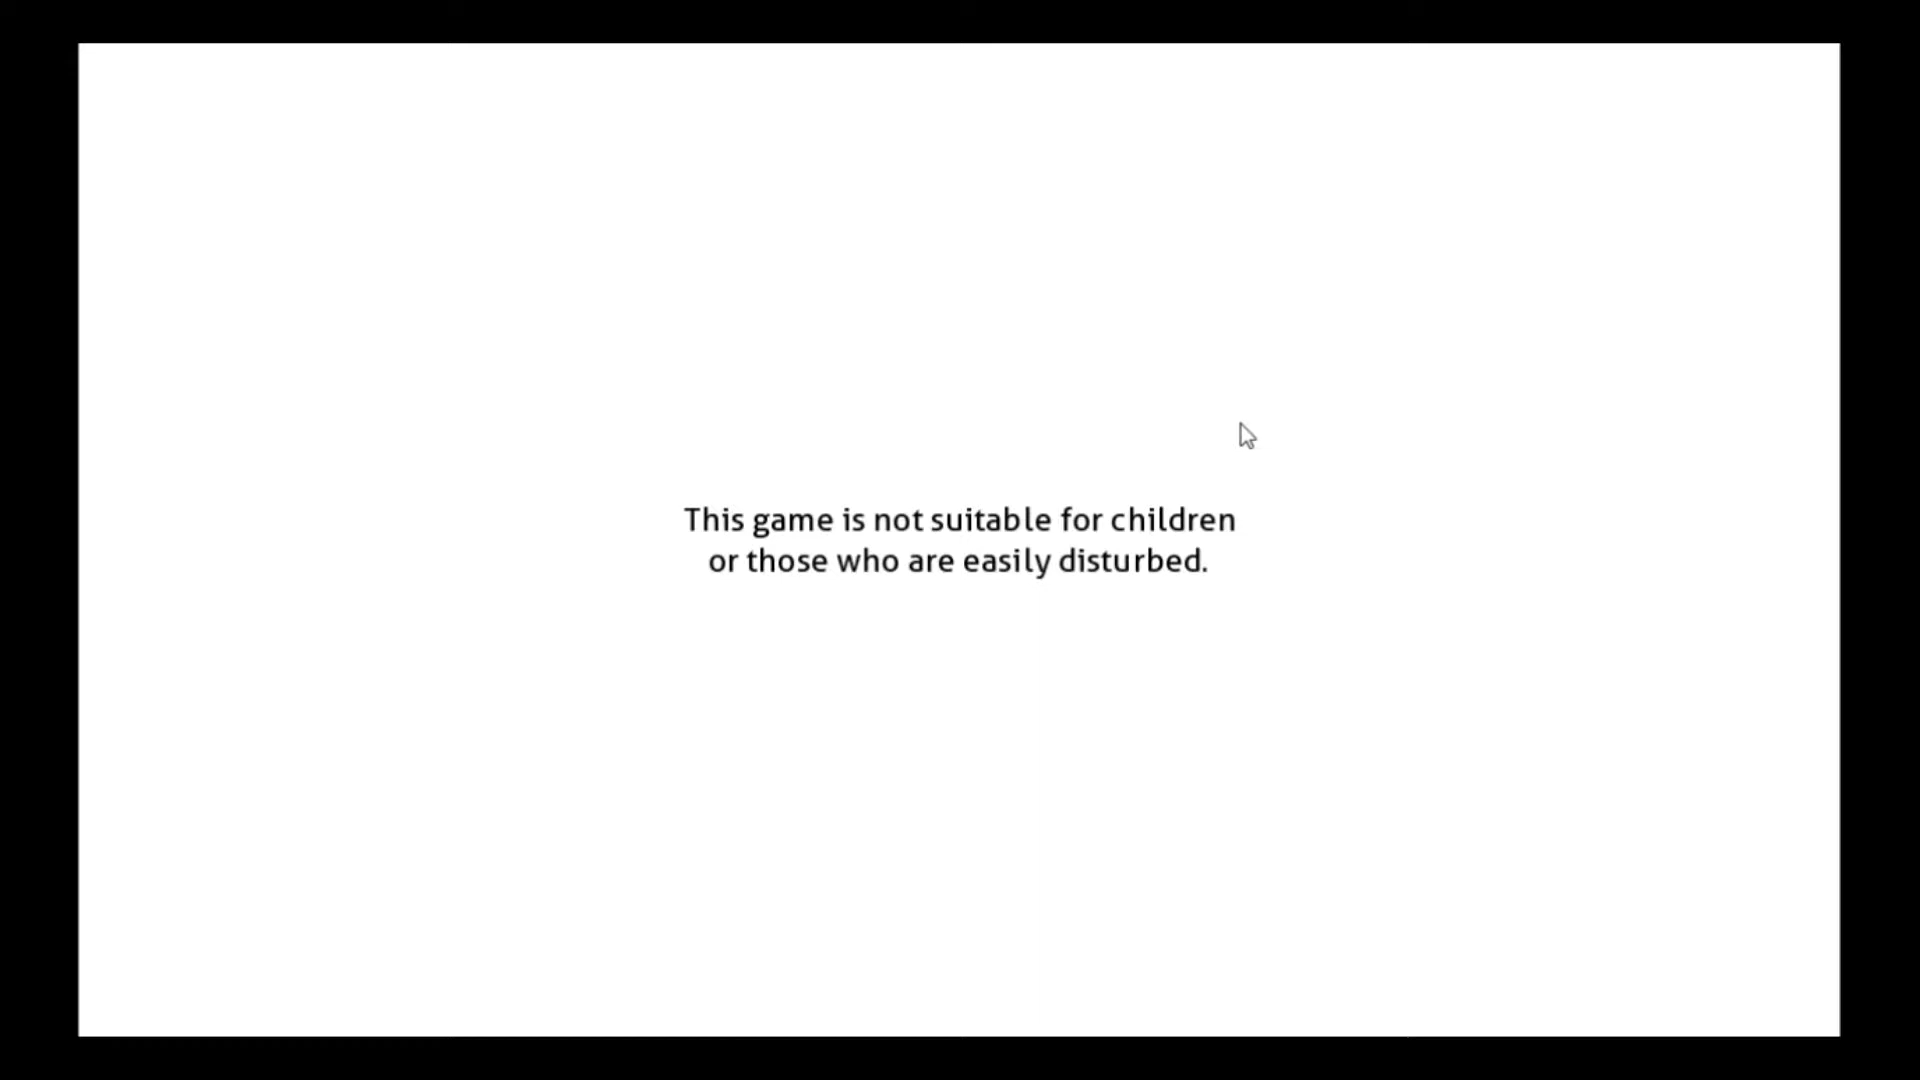 This game is not suitable for children
or those who are easily disturbed.